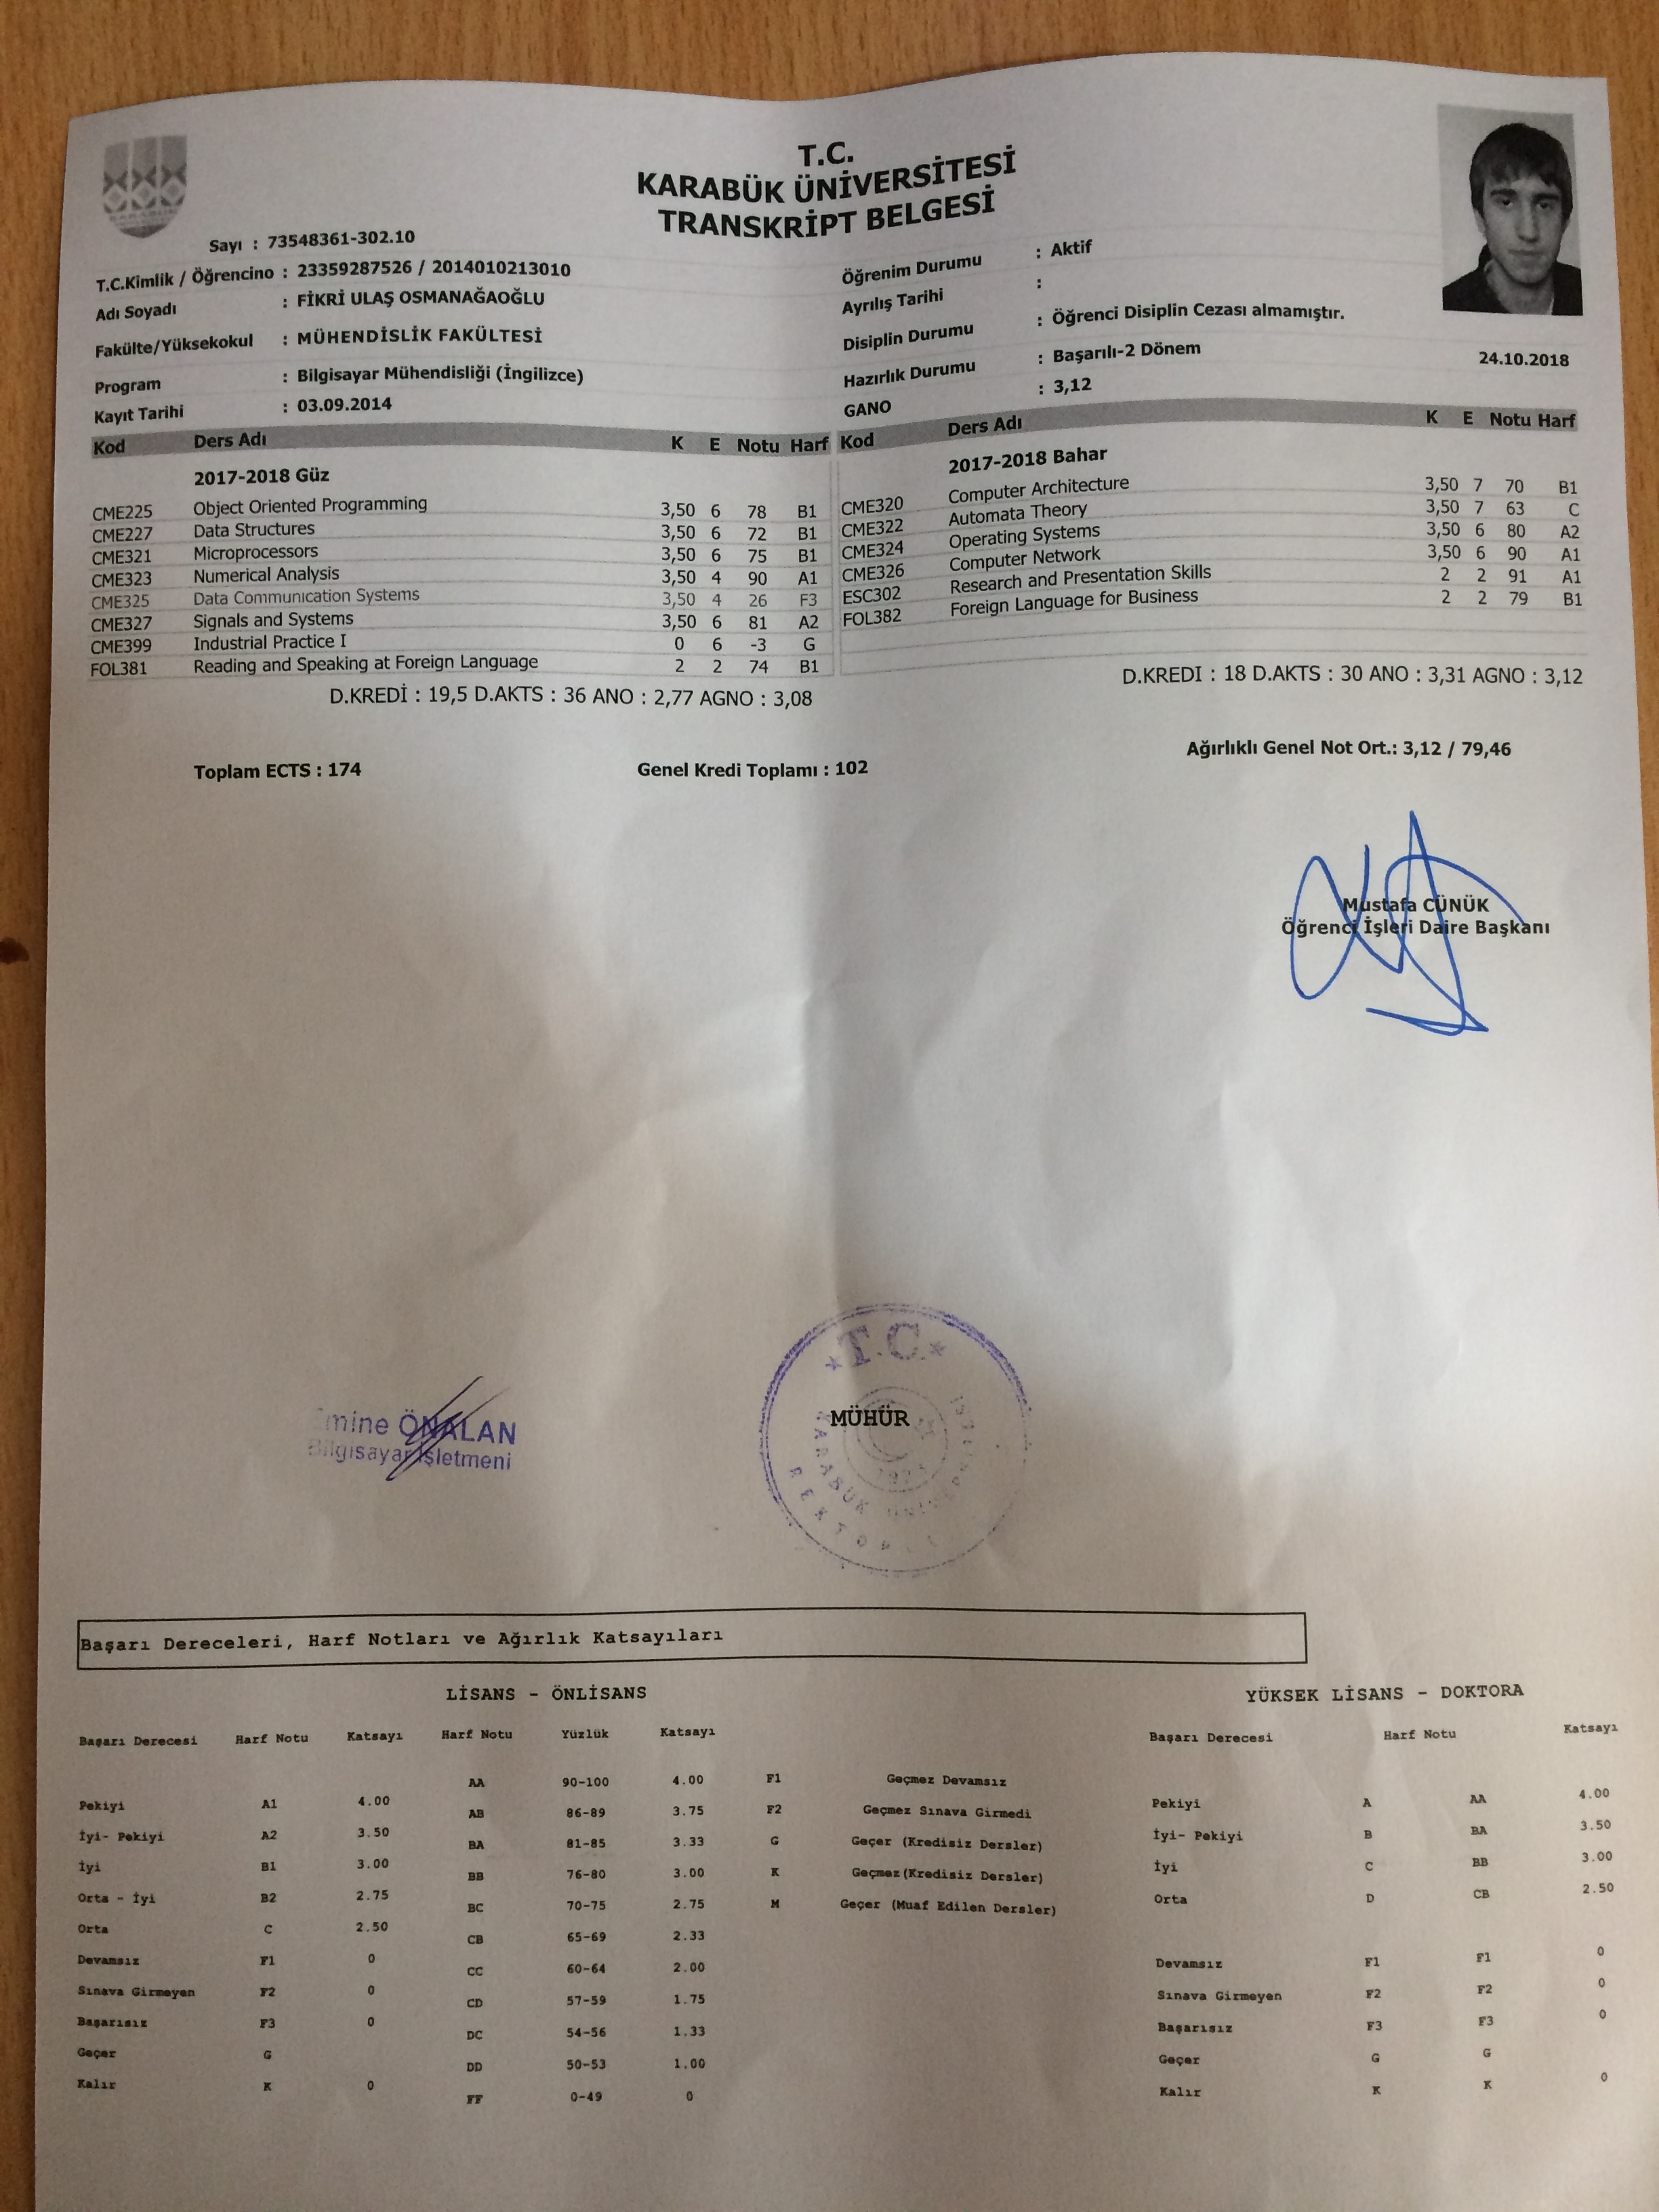 T.C.
KARABÜK ÜNİVERSİTESİ
TRANSKRİPT BELGESİ
Sayı : 73548361-302.10
T.C.Kimlik / Öğrencino : 23359287526 / 2014010213010
Adı Soyadı : FİKRİ ULAŞ OSMANAĞAOĞLU
Fakülte/Yüksekokul : MÜHENDİSLİK FAKÜLTESİ
Program : Bilgisayar Mühendisliği (İngilizce)
Kayıt Tarihi : 03.09.2014
Öğrenim Durumu : Aktif
Ayrılış Tarihi :
Disiplin Durumu : Öğrenci Disiplin Cezası almamıştır.
Hazırlık Durumu : Başarılı-2 Dönem
GANO : 3,12
24.10.2018
Kod Ders Adı K E Notu Harf
2017-2018 Güz
CME225 Object Oriented Programming 3,50 6 78 B1
CME227 Data Structures 3,50 6 72 B1
CME321 Microprocessors 3,50 6 75 B1
CME323 Numerical Analysis 3,50 4 90 A1
CME325 Data Communication Systems 3,50 4 26 F3
CME327 Signals and Systems 3,50 6 81 A2
CME399 Industrial Practice I 0 6 -3 G
FOL381 Reading and Speaking at Foreign Language 2 2 74 B1
D.KREDİ : 19,5 D.AKTS : 36 ANO : 2,77 AGNO : 3,08
Kod Ders Adı K E Notu Harf
2017-2018 Bahar
CME320 Computer Architecture 3,50 7 70 B1
CME322 Automata Theory 3,50 7 63 C
CME324 Operating Systems 3,50 6 80 A2
CME326 Computer Network 3,50 6 90 A1
ESC302 Research and Presentation Skills 2 2 91 A1
FOL382 Foreign Language for Business 2 2 79 B1
D.KREDI : 18 D.AKTS : 30 ANO : 3,31 AGNO : 3,12
Toplam ECTS : 174
Genel Kredi Toplamı : 102
Ağırlıklı Genel Not Ort.: 3,12 / 79,46
Mustafa CÜNÜK
Öğrenci İşleri Daire Başkanı
ÖNALAN
Bilgisayar İşletmeni
T.C.
MÜHÜR
KARABÜK
Başarı Dereceleri, Harf Notları ve Ağırlık Katsayıları
LİSANS - ÖNLİSANS
Başarı Derecesi Harf Notu Katsayı
Pekiyi A1 4.00
İyi- Pekiyi A2 3.50
İyi B1 3.00
Orta - İyi B2 2.75
Orta C 2.50
Devamsız F1 0
Sınava Girmeyen F2 0
Başarısız F3 0
Geçer G
Kalır K 0
Harf Notu Yüzlük Katsayı
AA 90-100 4.00
AB 86-89 3.75
BA 81-85 3.33
BB 76-80 3.00
BC 70-75 2.75
CB 65-69 2.33
CC 60-64 2.00
CD 57-59 1.75
DC 54-56 1.33
DD 50-53 1.00
FF 0-49 0
F1 Geçmez Devamsız
F2 Geçmez Sınava Girmedi
G Geçer (Kredisiz Dersler)
K Geçmez(Kredisiz Dersler)
M Geçer (Muaf Edilen Dersler)
YÜKSEK LİSANS - DOKTORA
Başarı Derecesi Harf Notu Katsayı
Pekiyi A AA 4.00
İyi- Pekiyi B BA 3.50
İyi C BB 3.00
Orta D CB 2.50
Devamsız F1 F1 0
Sınava Girmeyen F2 F2 0
Başarısız F3 F3 0
Geçer G G
Kalır K K 0